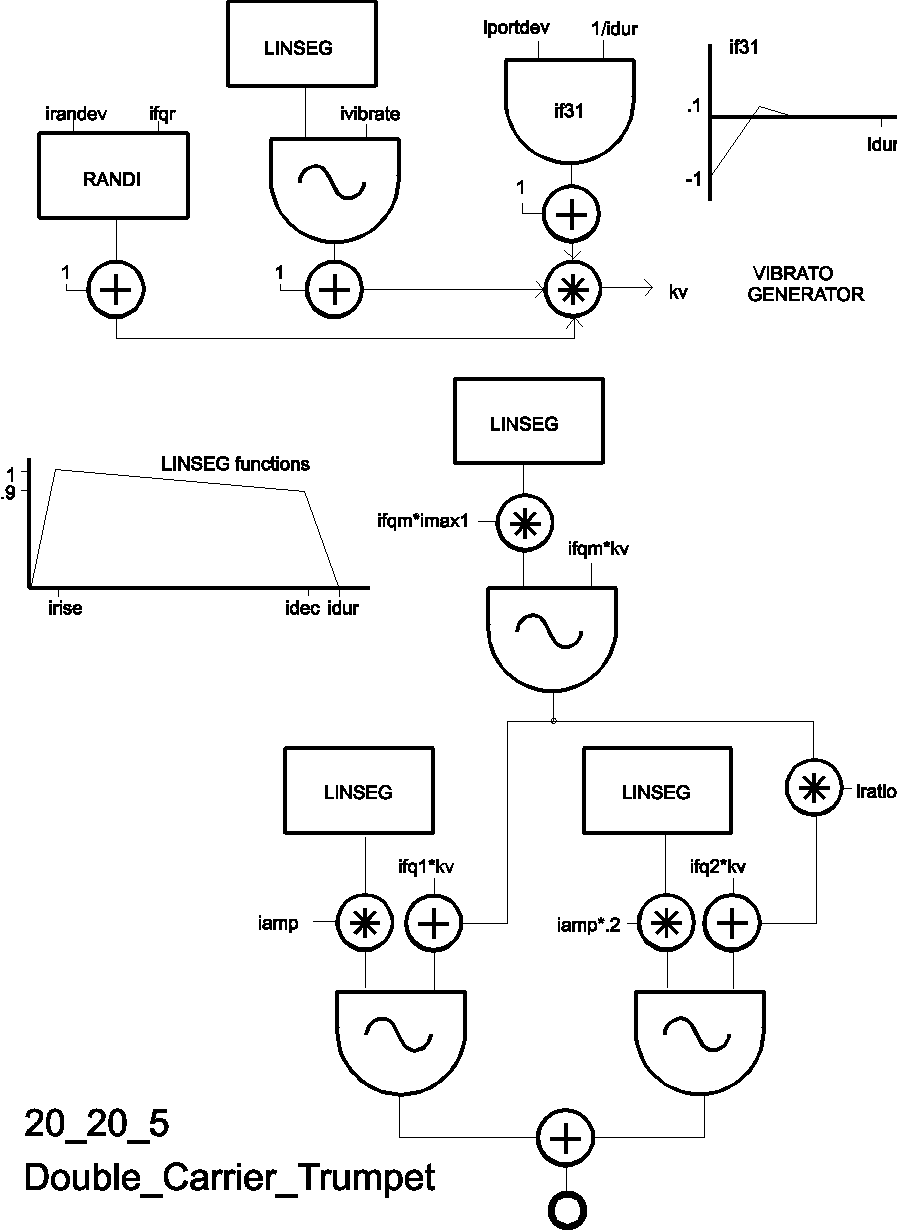 LINSEG
Iportdev 1/idur
if31
irandev ifqr
ivibrate
if31
.1
Idur
-1
RANDI
1
1
1
kv
VIBRATO
GENERATOR
LINSEG
LINSEG functions
1
.9
irise idec idur
ifqm*imax1
ifqm*kv
LINSEG
LINSEG
Iratio
ifq1*kv
ifq2*kv
iamp
iamp*.2
20_20_5
Double_Carrier_Trumpet